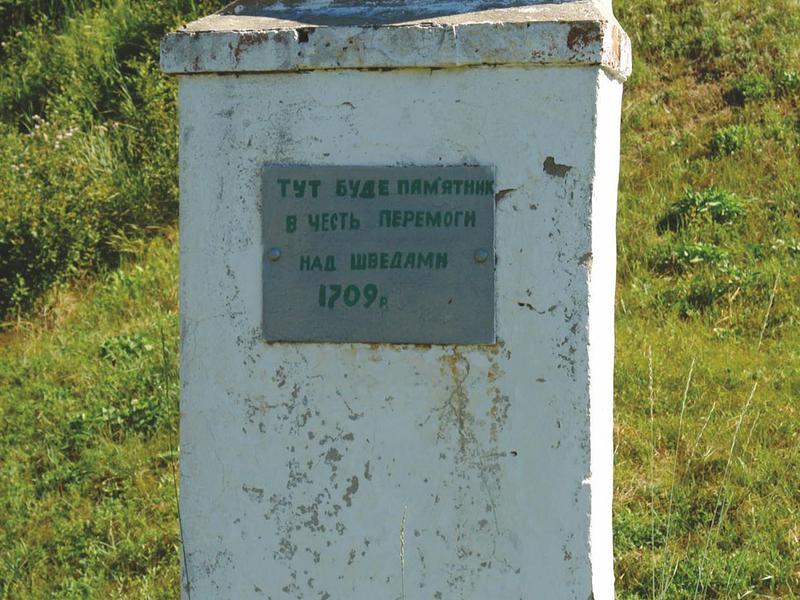 ТУТ БУДЕ ПАМ'ЯТНИК
В ЧЕСТЬ ПЕРЕМОГИ
НАД ШВЕДАМИ
1709р.